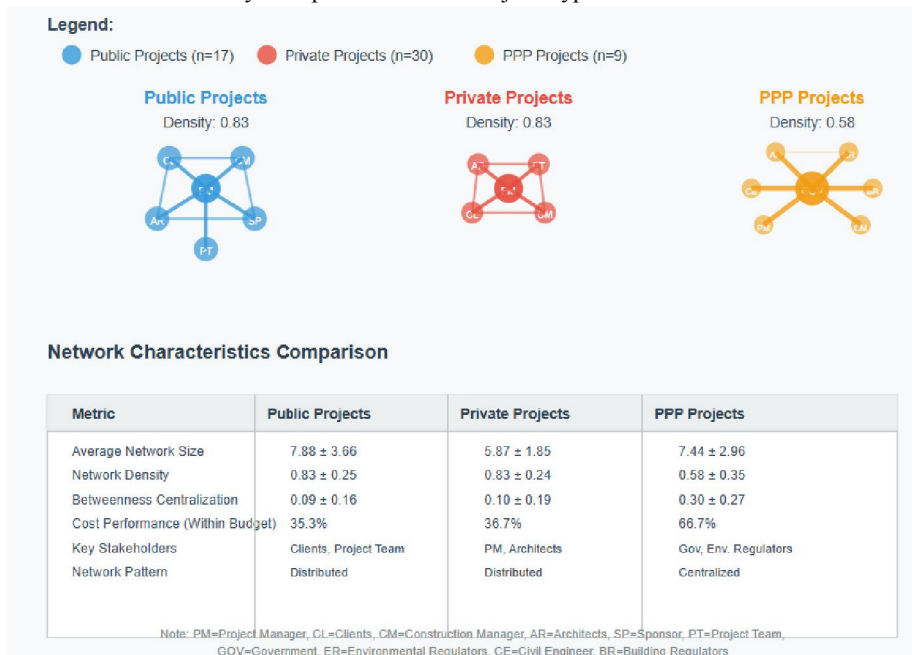 Legend:
Public Projects (n=17) Private Projects (n=30) PPP Projects (n=9)
Public Projects Private Projects PPP Projects
Density: 0.83 Density: 0.83 Density: 0.58
AR SP
PT
CL CM
PM
Network Characteristics Comparison
Metric Public Projects Private Projects PPP Projects
Average Network Size 7.88 ± 3.66 5.87 ± 1.85 7.44 ± 2.96
Network Density 0.83 ± 0.25 0.83 ± 0.24 0.58 ± 0.35
Betweenness Centralization 0.09 ± 0.16 0.10 ± 0.19 0.30 ± 0.27
Cost Performance (Within Budget) 35.3% 36.7% 66.7%
Key Stakeholders Clients, Project Team PM, Architects Gov, Env. Regulators
Network Pattern Distributed Distributed Centralized
Note: PM=Project Manager, CL=Clients, CM=Construction Manager, AR=Architects, SP=Sponsor, PT=Project Team,
GOV=Government, ER=Environmental Regulators, CE=Civil Engineer, BR=Building Regulators